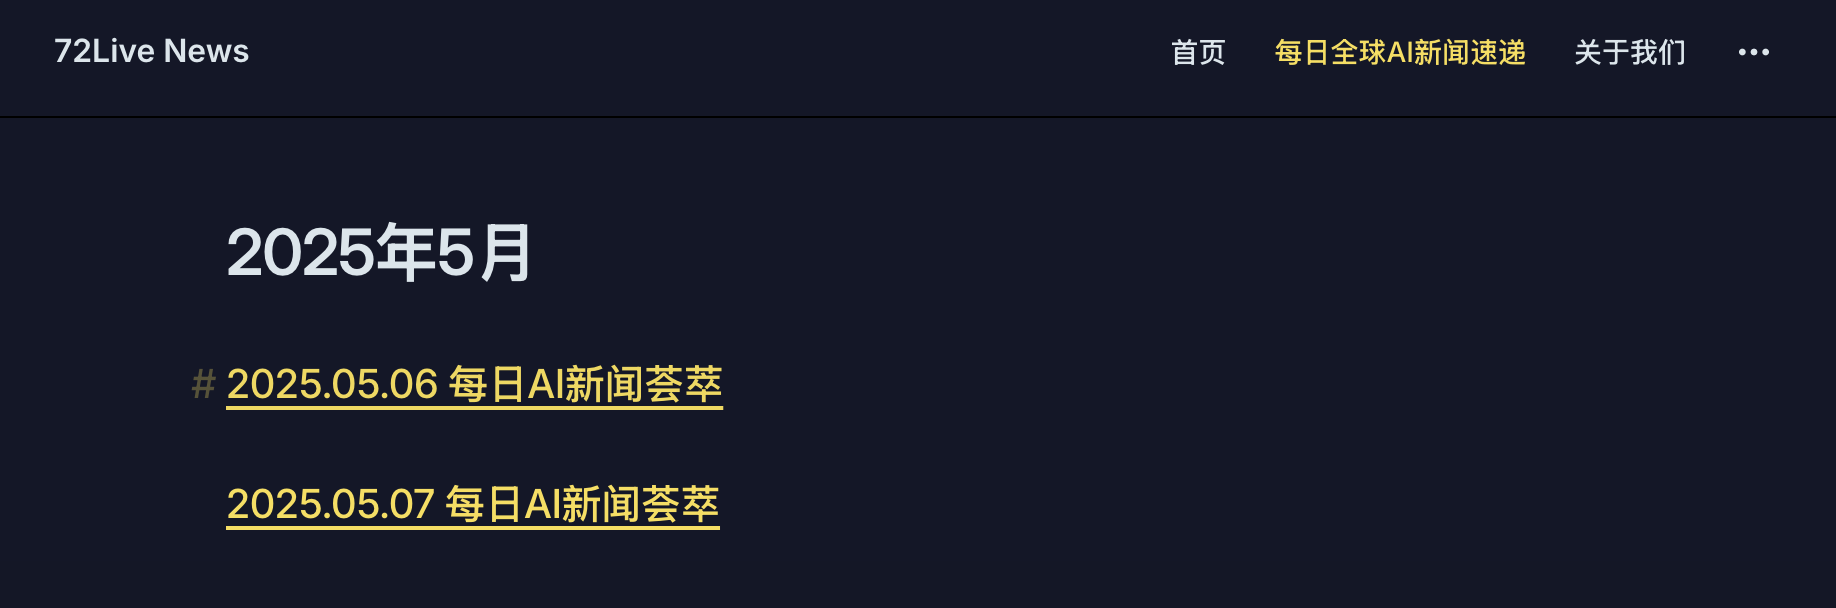 72Live News
首页 每日全球AI新闻速递 关于我们 •••
2025年5月
# 2025.05.06 每日AI新闻荟萃
2025.05.07 每日AI新闻荟萃